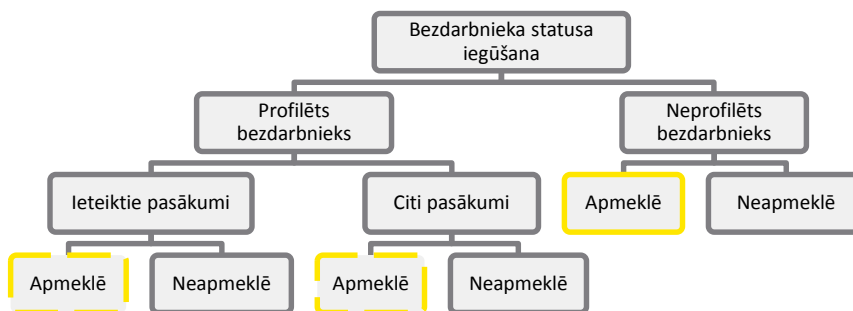 Bezdarbnieka statusa
iegūšana
Profilēts
bezdarbnieks
Neprofilēts
bezdarbnieks
Ieteiktie pasākumi
Citi pasākumi
Apmeklē
Neapmeklē
Apmeklē
Neapmeklē
Apmeklē
Neapmeklē